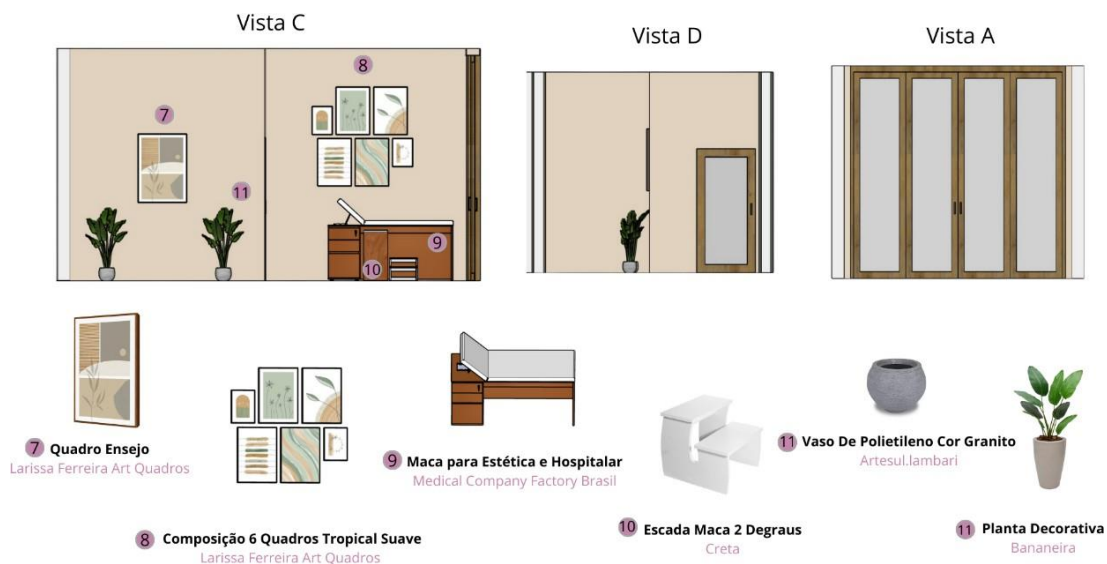 Vista C
Vista D
Vista A
8
7
11
9
10
7 Quadro Ensejo
Larissa Ferreira Art Quadros
8 Composição 6 Quadros Tropical Suave
Larissa Ferreira Art Quadros
9 Maca para Estética e Hospitalar
Medical Company Factory Brasil
10 Escada Maca 2 Degraus
Creta
11 Vaso De Polietileno Cor Granito
Artesul.lambari
11 Planta Decorativa
Bananeira